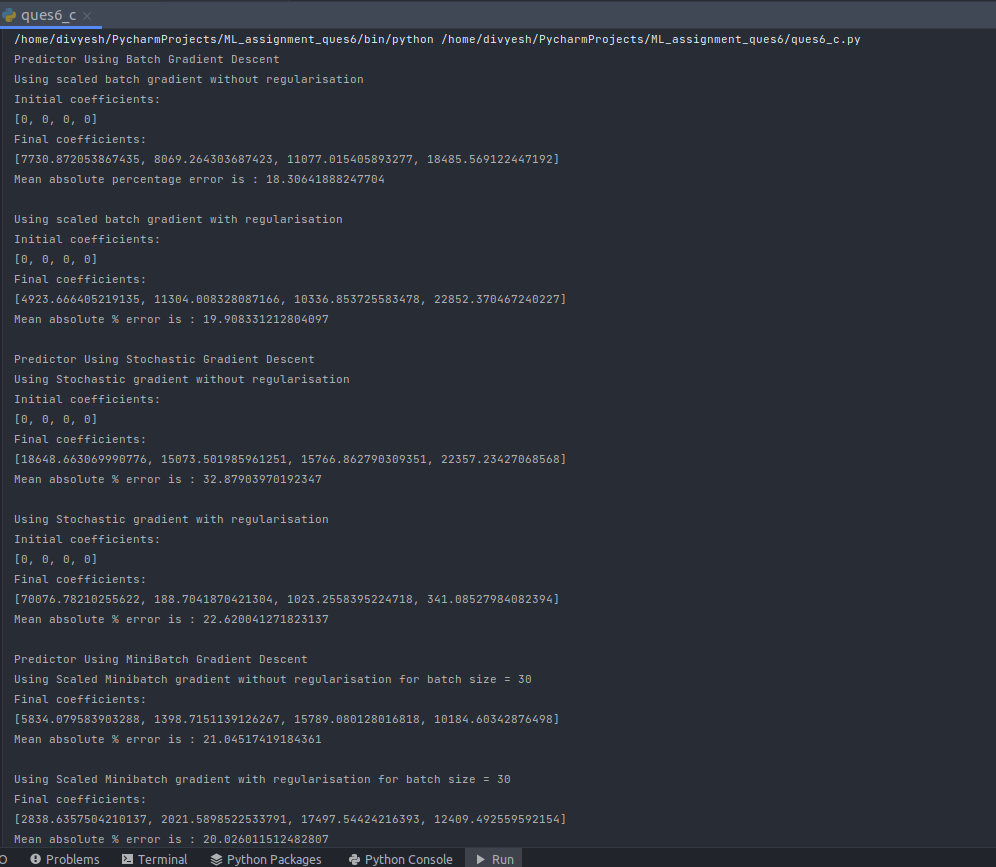 ques6_c
/home/divyesh/PycharmProjects/ML_assignment_ques6/bin/python /home/divyesh/PycharmProjects/ML_assignment_ques6/ques6_c.py
Predictor Using Batch Gradient Descent
Using scaled batch gradient without regularisation
Initial coefficients:
[0, 0, 0, 0]
Final coefficients:
[7730.872053867435, 8069.264303687423, 11077.015405893277, 18485.569122447192]
Mean absolute percentage error is : 18.30641888247704
Using scaled batch gradient with regularisation
Initial coefficients:
[0, 0, 0, 0]
Final coefficients:
[4923.666405219135, 11304.008328087166, 10336.853725583478, 22852.370467240227]
Mean absolute % error is : 19.908331212804097
Predictor Using Stochastic Gradient Descent
Using Stochastic gradient without regularisation
Initial coefficients:
[0, 0, 0, 0]
Final coefficients:
[18648.663069990776, 15073.501985961251, 15766.862790309351, 22357.23427068568]
Mean absolute % error is : 32.87903970192347
Using Stochastic gradient with regularisation
Initial coefficients:
[0, 0, 0, 0]
Final coefficients:
[70076.78210255622, 188.7041870421304, 1023.2558395224718, 341.08527984082394]
Mean absolute % error is : 22.620041271823137
Predictor Using MiniBatch Gradient Descent
Using Scaled Minibatch gradient without regularisation for batch size = 30
Final coefficients:
[5834.079583903288, 1398.7151139126267, 15789.080128016818, 10184.60342876498]
Mean absolute % error is : 21.04517419184361
Using Scaled Minibatch gradient with regularisation for batch size = 30
Final coefficients:
[2838.6357504210137, 2021.5898522533791, 17497.54424216393, 12409.492559592154]
Mean absolute % error is : 20.026011512482807
Problems Terminal Python Packages Python Console Run